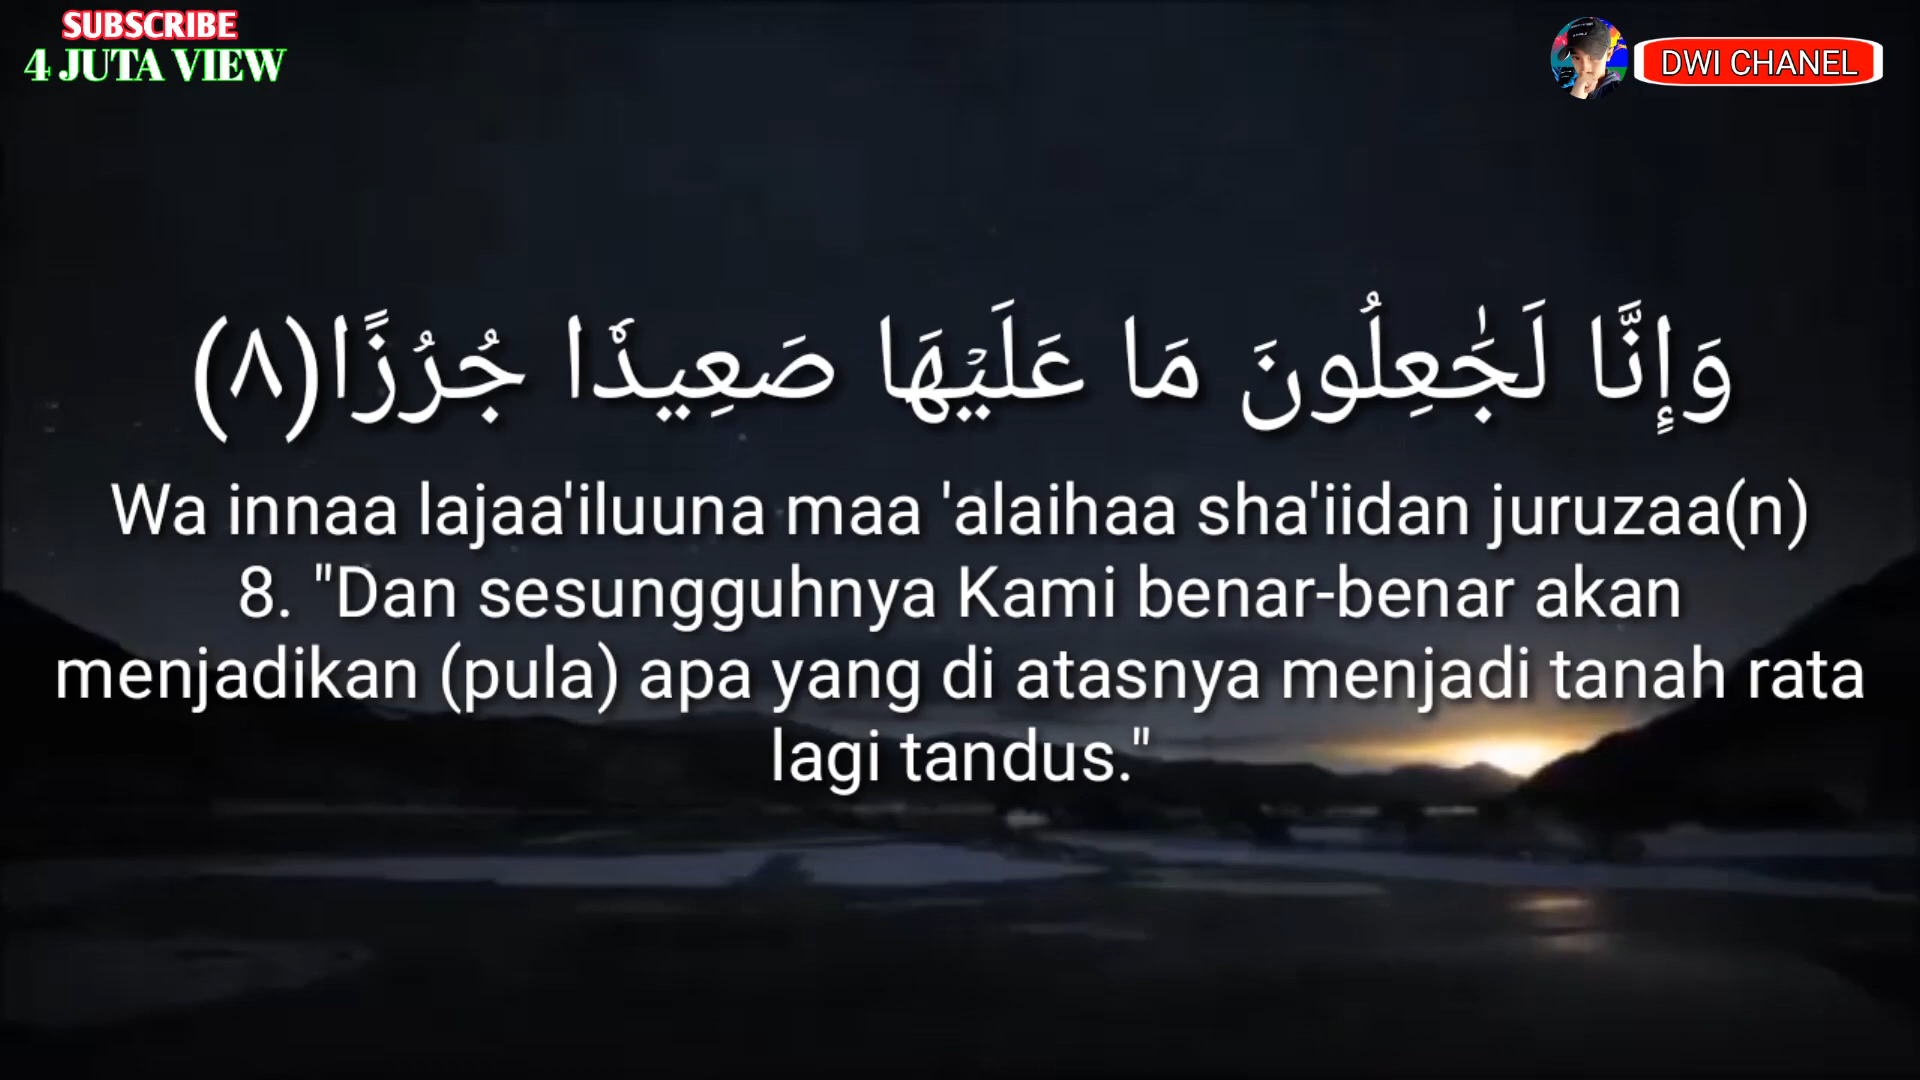 SUBSCRIBE
4 JUTA VIEW
DWI CHANEL
وَإِنَّا لَجَٰعِلُونَ مَا عَلَيْهَا صَعِيدٗا جُرُزًا(٨)
Wa innaa lajaa'iluuna maa 'alaihaa sha'iidan juruzaa(n)
8. "Dan sesungguhnya Kami benar-benar akan
menjadikan (pula) apa yang di atasnya menjadi tanah rata
lagi tandus."